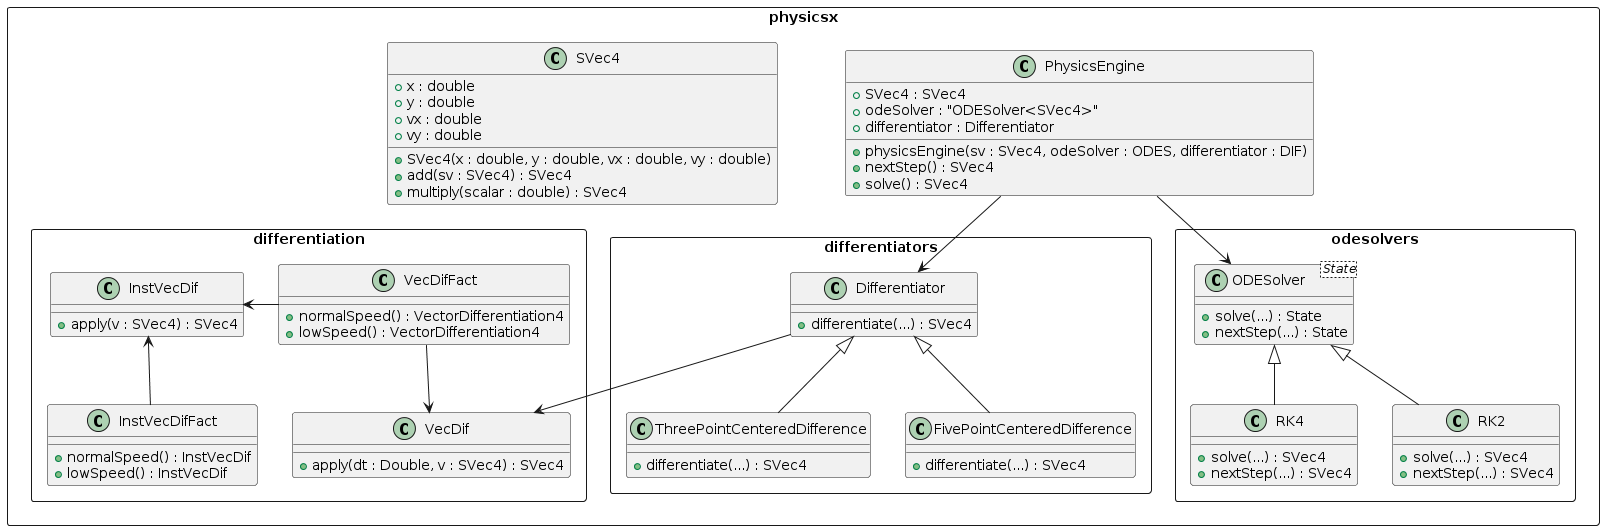 physicsx
C SVec4
x : double
y : double
vx : double
vy : double
SVec4(x : double, y : double, vx : double, vy : double)
add(sv : SVec4) : SVec4
multiply(scalar : double) : SVec4
C PhysicsEngine
SVec4 : SVec4
odeSolver : "ODESolver<SVec4>"
differentiator : Differentiator
physicsEngine(sv : SVec4, odeSolver : ODES, differentiator : DIF)
nextStep() : SVec4
solve() : SVec4
differentiation
C InstVecDif
apply(v : SVec4) : SVec4
C VecDifFact
normalSpeed() : VectorDifferentiation4
lowSpeed() : VectorDifferentiation4
C InstVecDifFact
normalSpeed() : InstVecDif
lowSpeed() : InstVecDif
C VecDif
apply(dt : Double, v : SVec4) : SVec4
differentiators
C Differentiator
differentiate(...) : SVec4
C ThreePointCenteredDifference
differentiate(...) : SVec4
C FivePointCenteredDifference
differentiate(...) : SVec4
odesolvers
C ODESolver
State
solve(...) : State
nextStep(...) : State
C RK4
solve(...) : SVec4
nextStep(...) : SVec4
C RK2
solve(...) : SVec4
nextStep(...) : SVec4